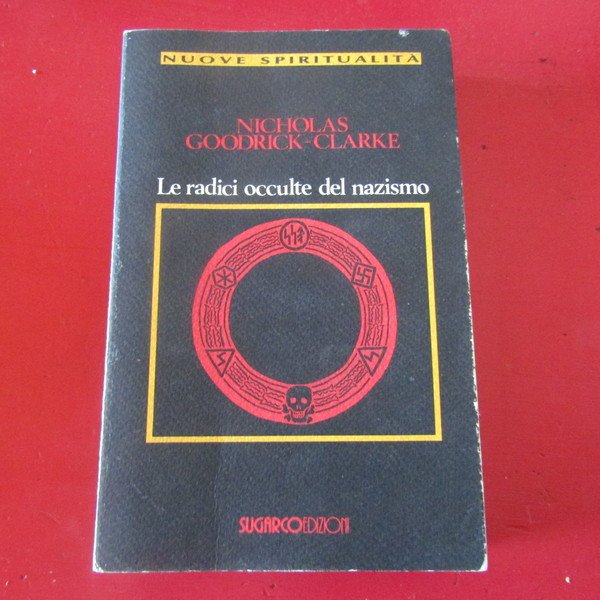 NUOVE SPIRITUALITÀ
NICHOLAS
GOODRICK-CLARKE
Le radici occulte del nazismo
SUGARCOEDIZIONI